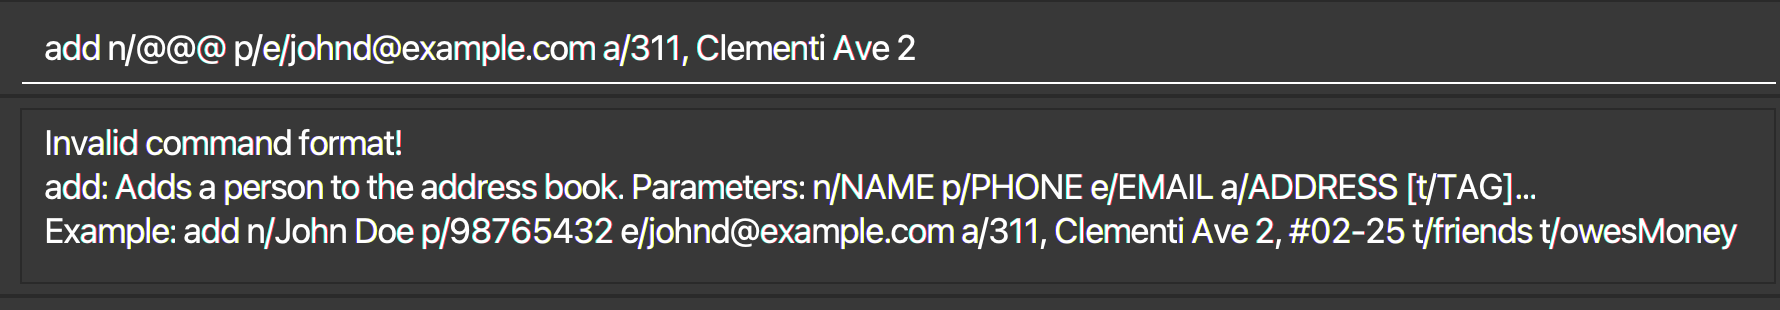 add n/@@@ p/e/johnd@example.com a/311, Clementi Ave 2
Invalid command format!
add: Adds a person to the address book. Parameters: n/NAME p/PHONE e/EMAIL a/ADDRESS [t/TAG]...
Example: add n/John Doe p/98765432 e/johnd@example.com a/311, Clementi Ave 2, #02-25 t/friends t/owesMoney